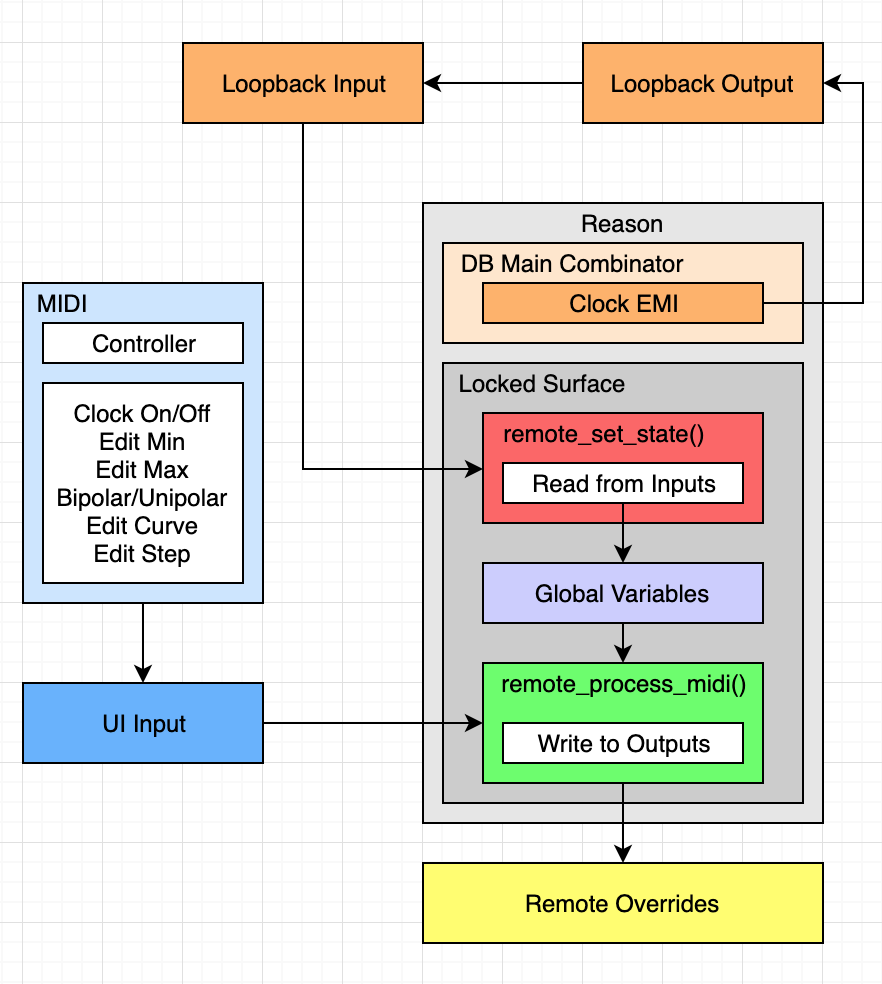 Loopback Input
Loopback Output
Reason
DB Main Combinator
Clock EMI
MIDI
Controller
Clock On/Off
Edit Min
Edit Max
Bipolar/Unipolar
Edit Curve
Edit Step
UI Input
Locked Surface
remote_set_state()
Read from Inputs
Global Variables
remote_process_midi()
Write to Outputs
Remote Overrides